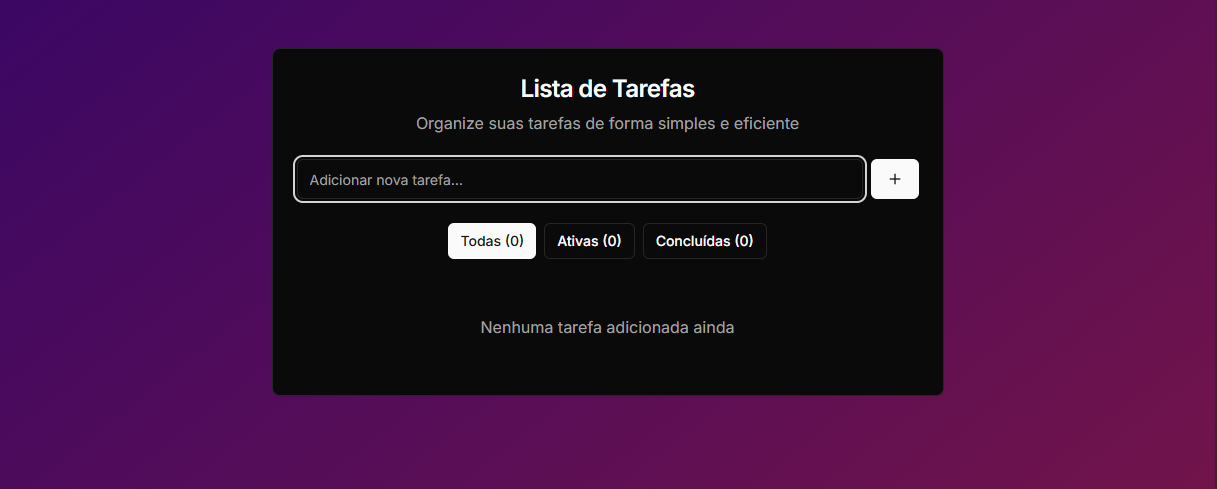 Lista de Tarefas
Organize suas tarefas de forma simples e eficiente
Adicionar nova tarefa...
+
Todas (0) Ativas (0) Concluídas (0)
Nenhuma tarefa adicionada ainda